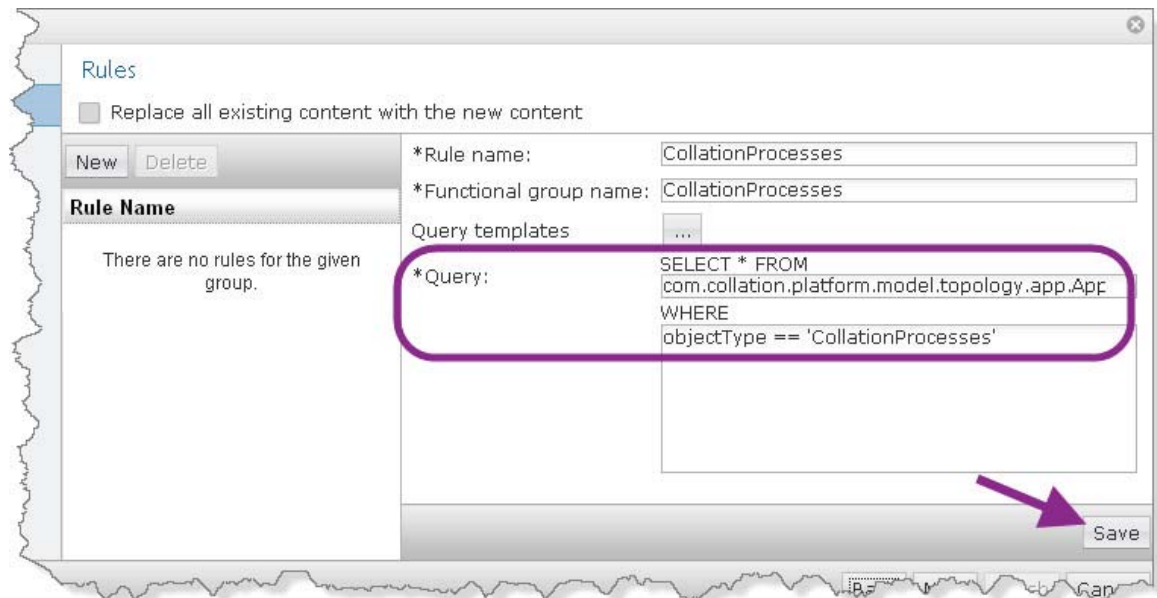 Rules
Replace all existing content with the new content
New Delete
Rule Name
There are no rules for the given
group.
*Rule name: CollationProcesses
*Functional group name: CollationProcesses
Query templates ...
*Query: SELECT * FROM
com.collation.platform.model.topology.app.App
WHERE
objectType == 'CollationProcesses'
Save